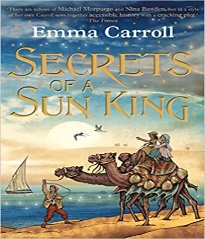 Emma Carroll
'There are echoes of Michael Morpurgo and Nina Bawden, but in a style
of her own Carroll sews together accessible history with a cracking plot.'
The Times
SECRETS
OF A
SUN KING